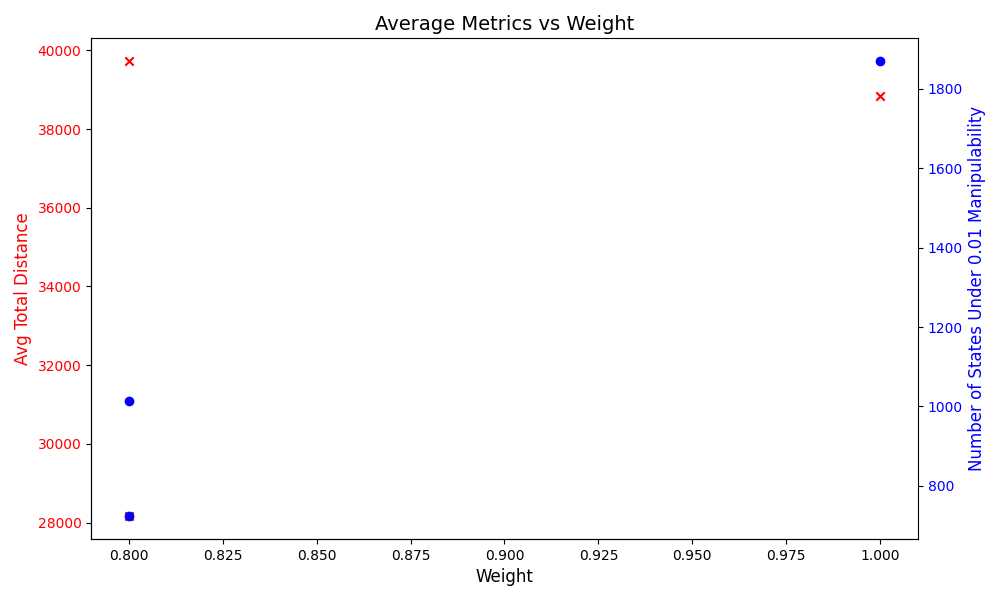 Average Metrics vs Weight
Avg Total Distance
40000
38000
36000
34000
32000
30000
28000
Number of States Under 0.01 Manipulability
1800
1600
1400
1200
1000
800
0.800 0.825 0.850 0.875 0.900 0.925 0.950 0.975 1.000
Weight